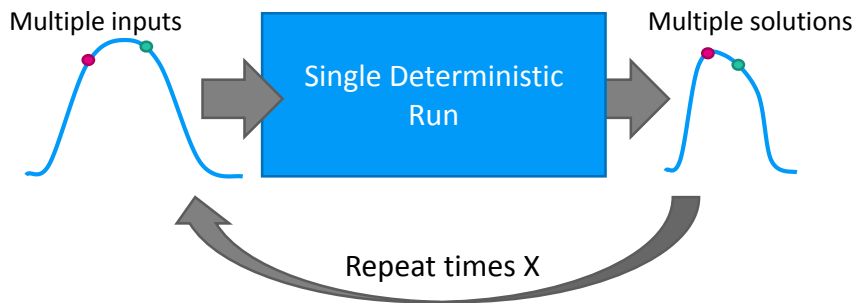 Multiple inputs
Multiple solutions
Single Deterministic
Run
Repeat times X